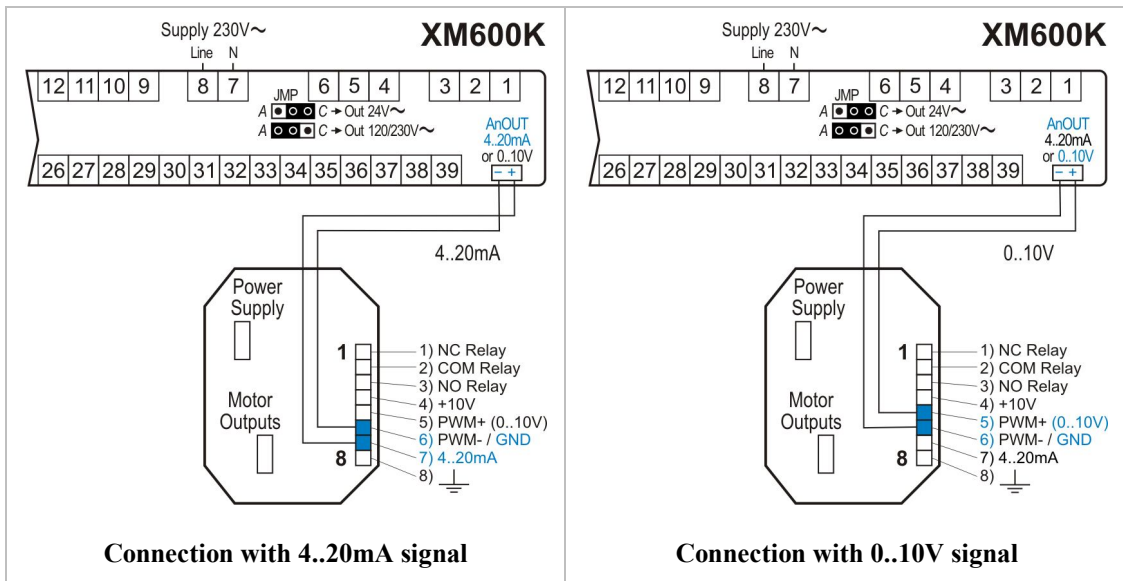 Supply 230V~
XM600K
Line N
12 11 10 9 8 7 6 5 4 3 2 1
JMP
A C → Out 24V~
A C → Out 120/230V~
AnOUT
4..20mA
or 0..10V
26 27 28 29 30 31 32 33 34 35 36 37 38 39
- +
4..20mA
Power
Supply
Motor
Outputs
1
8
1) NC Relay
2) COM Relay
3) NO Relay
4) +10V
5) PWM+ (0..10V)
6) PWM- / GND
7) 4..20mA
8)
Connection with 4..20mA signal
Supply 230V~
XM600K
Line N
12 11 10 9 8 7 6 5 4 3 2 1
JMP
A C → Out 24V~
A C → Out 120/230V~
AnOUT
4..20mA
or 0..10V
26 27 28 29 30 31 32 33 34 35 36 37 38 39
- +
0..10V
Power
Supply
Motor
Outputs
1
8
1) NC Relay
2) COM Relay
3) NO Relay
4) +10V
5) PWM+ (0..10V)
6) PWM- / GND
7) 4..20mA
8)
Connection with 0..10V signal